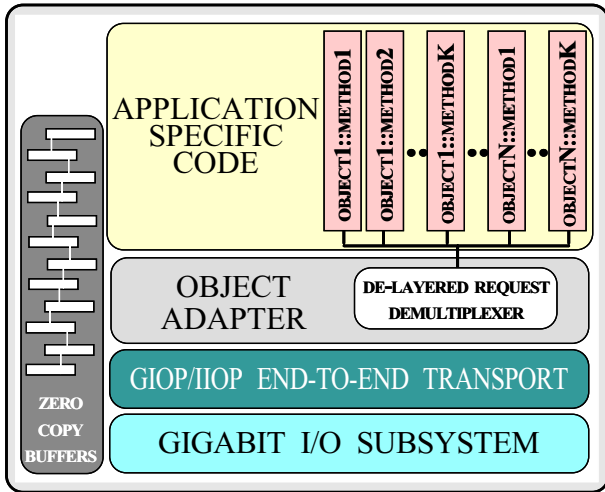 APPLICATION
SPECIFIC
CODE
OBJECT1::METHOD1
OBJECT1::METHOD2
OBJECT1::METHODK
OBJECTN::METHOD1
OBJECTN::METHODK
OBJECT
ADAPTER
DE-LAYERED REQUEST
DEMULTIPLEXER
GIOP/IIOP END-TO-END TRANSPORT
GIGABIT I/O SUBSYSTEM
ZERO
COPY
BUFFERS